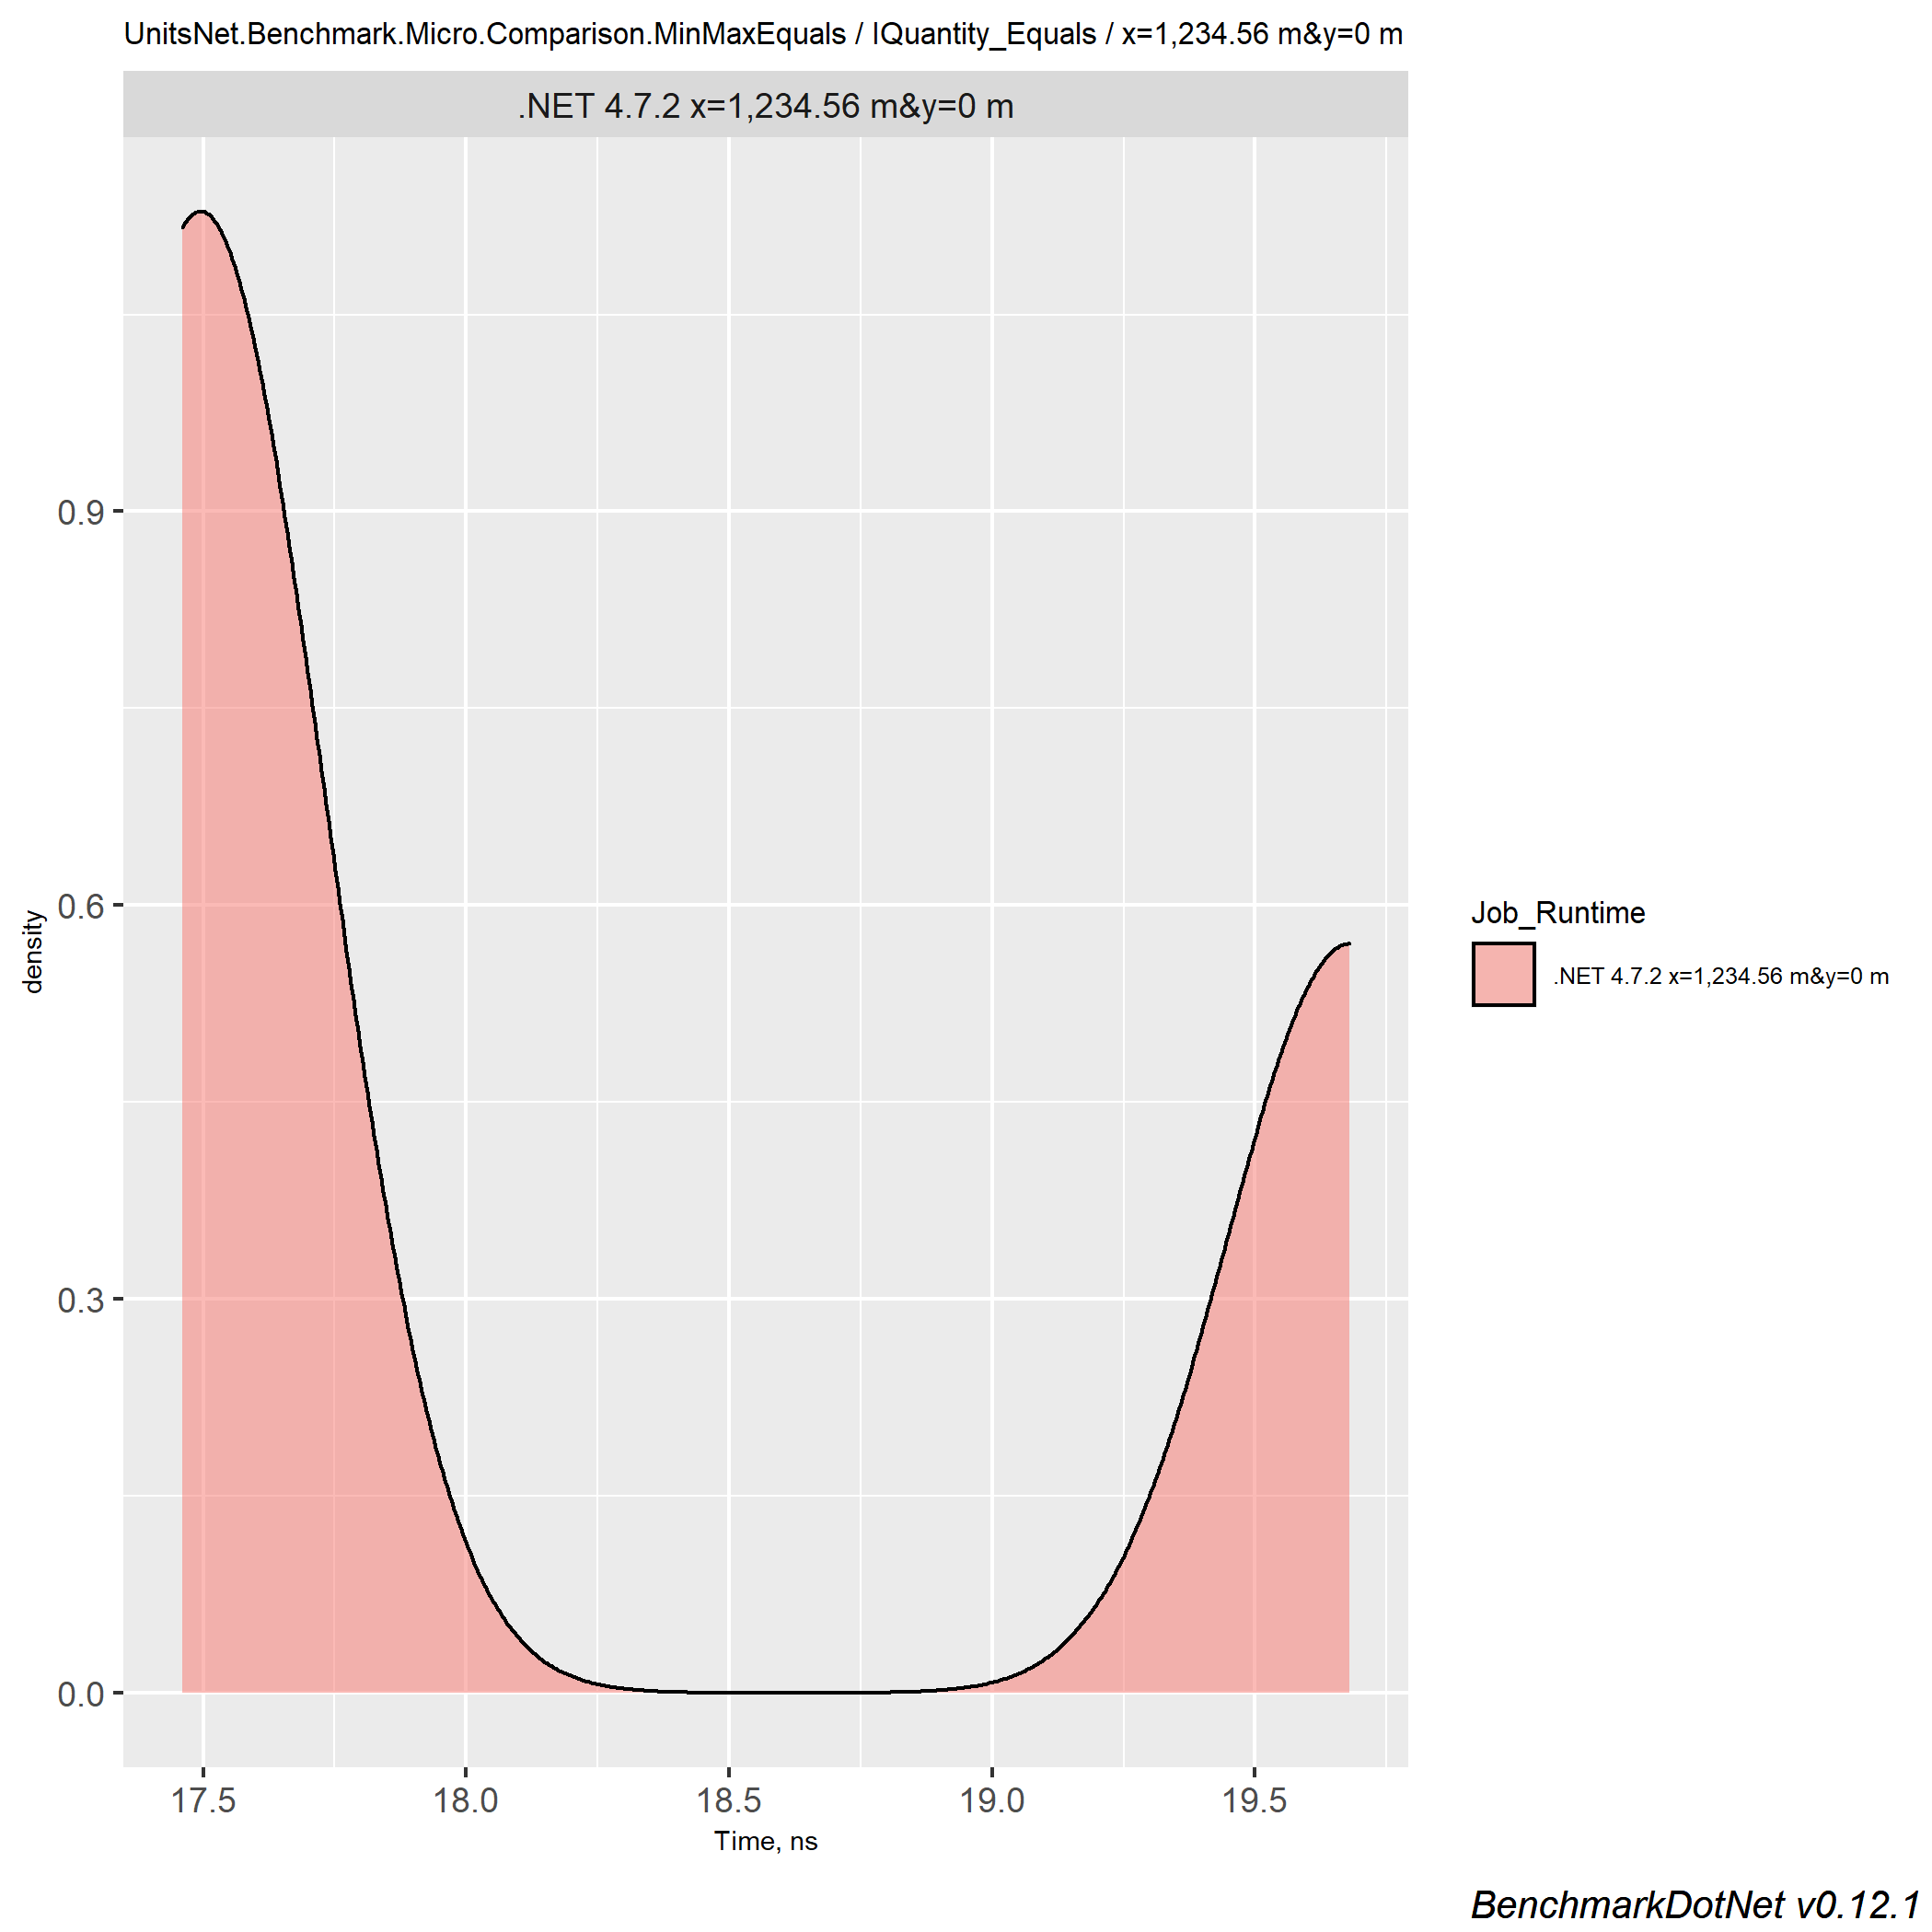 UnitsNet.Benchmark.Micro.Comparison.MinMaxEquals / IQuantity_Equals / x=1,234.56 m&y=0 m
.NET 4.7.2 x=1,234.56 m&y=0 m
0.9
0.6
0.3
0.0
density
17.5 18.0 18.5 19.0 19.5
Time, ns
Job_Runtime
.NET 4.7.2 x=1,234.56 m&y=0 m
BenchmarkDotNet v0.12.1